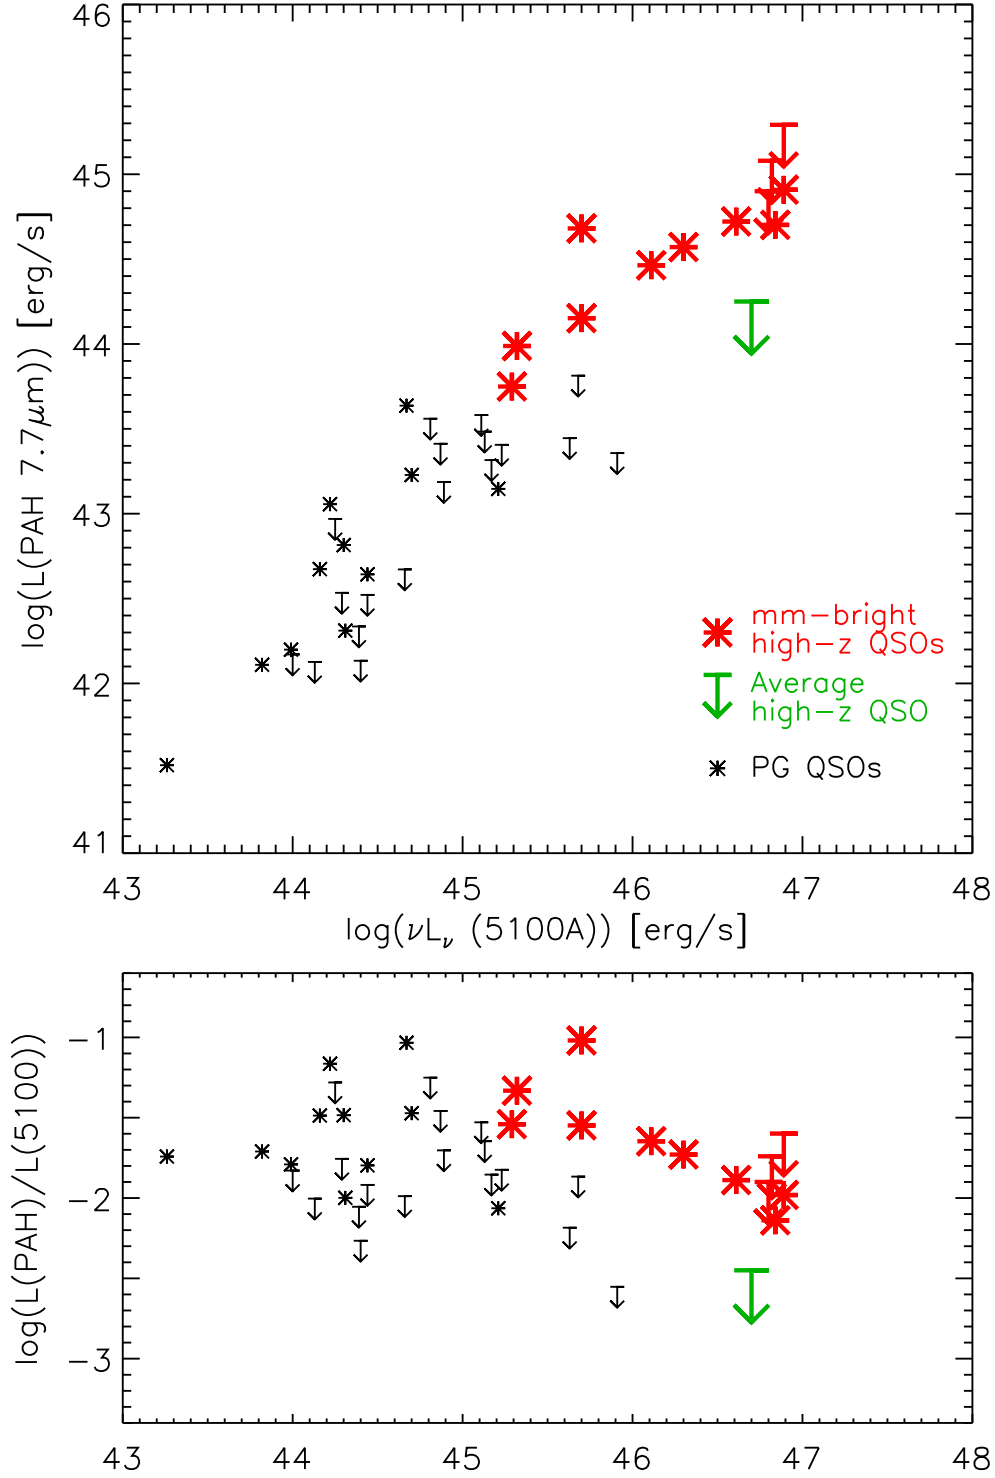 46
45
44
43
42
41
log(L(PAH 7.7μm)) [erg/s]
mm-bright
high-z QSOs
Average
high-z QSO
PG QSOs
43 44 45 46 47 48
log(νLν (5100A)) [erg/s]
-1
-2
-3
log(L(PAH)/L(5100))
43 44 45 46 47 48